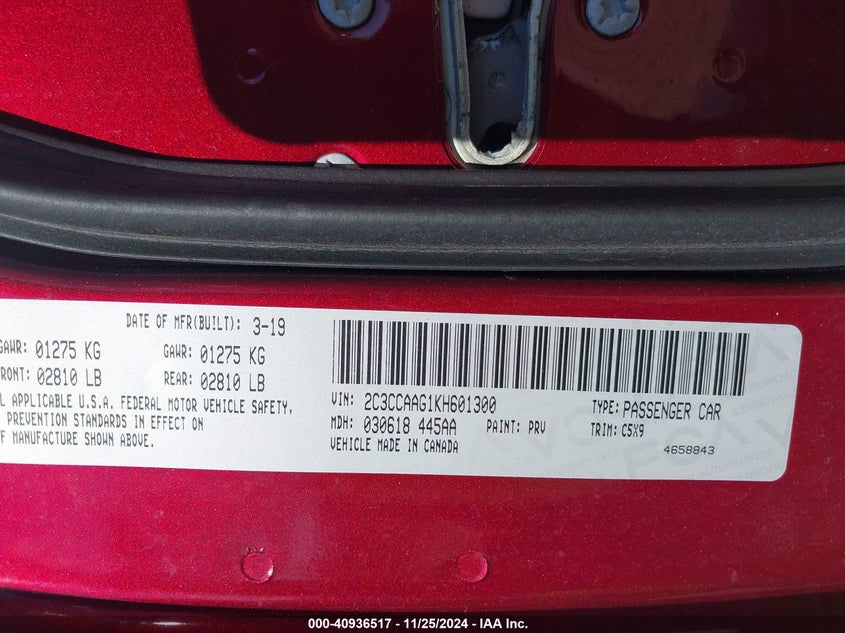 DATE OF MFR(BUILT): 3-19
GAWR: 01275 KG GAWR: 01275 KG
FRONT: 02810 LB REAR: 02810 LB
APPLICABLE U.S.A. FEDERAL MOTOR VEHICLE SAFETY,
PREVENTION STANDARDS IN EFFECT ON
F MANUFACTURE SHOWN ABOVE.
VIN: 2C3CCAAG1KH601300 TYPE: PASSENGER CAR
MDH: 030618 445AA PAINT: PRV TRIM: C5X9
VEHICLE MADE IN CANADA 4658843
000-40936517 - 11/25/2024 - IAA Inc.